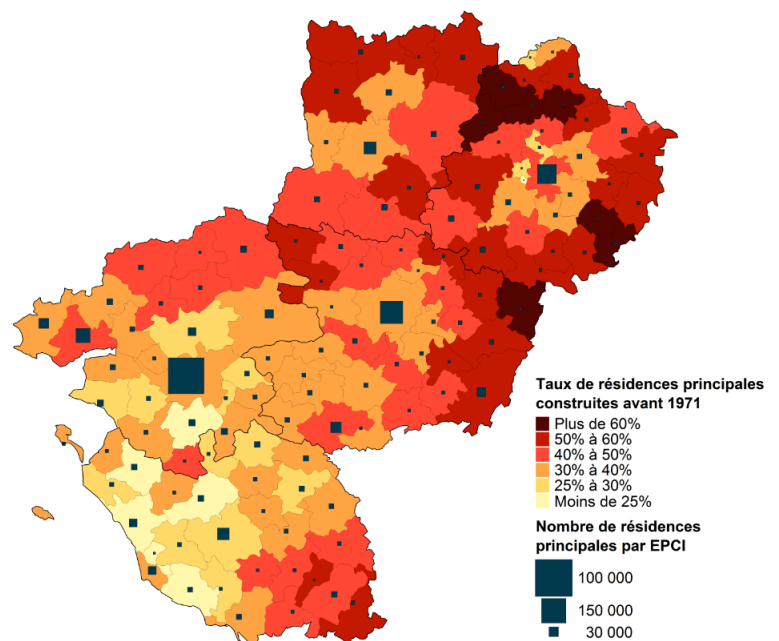 Taux de résidences principales
construites avant 1971
Plus de 60%
50% à 60%
40% à 50%
30% à 40%
25% à 30%
Moins de 25%
Nombre de résidences
principales par EPCI
100 000
150 000
30 000